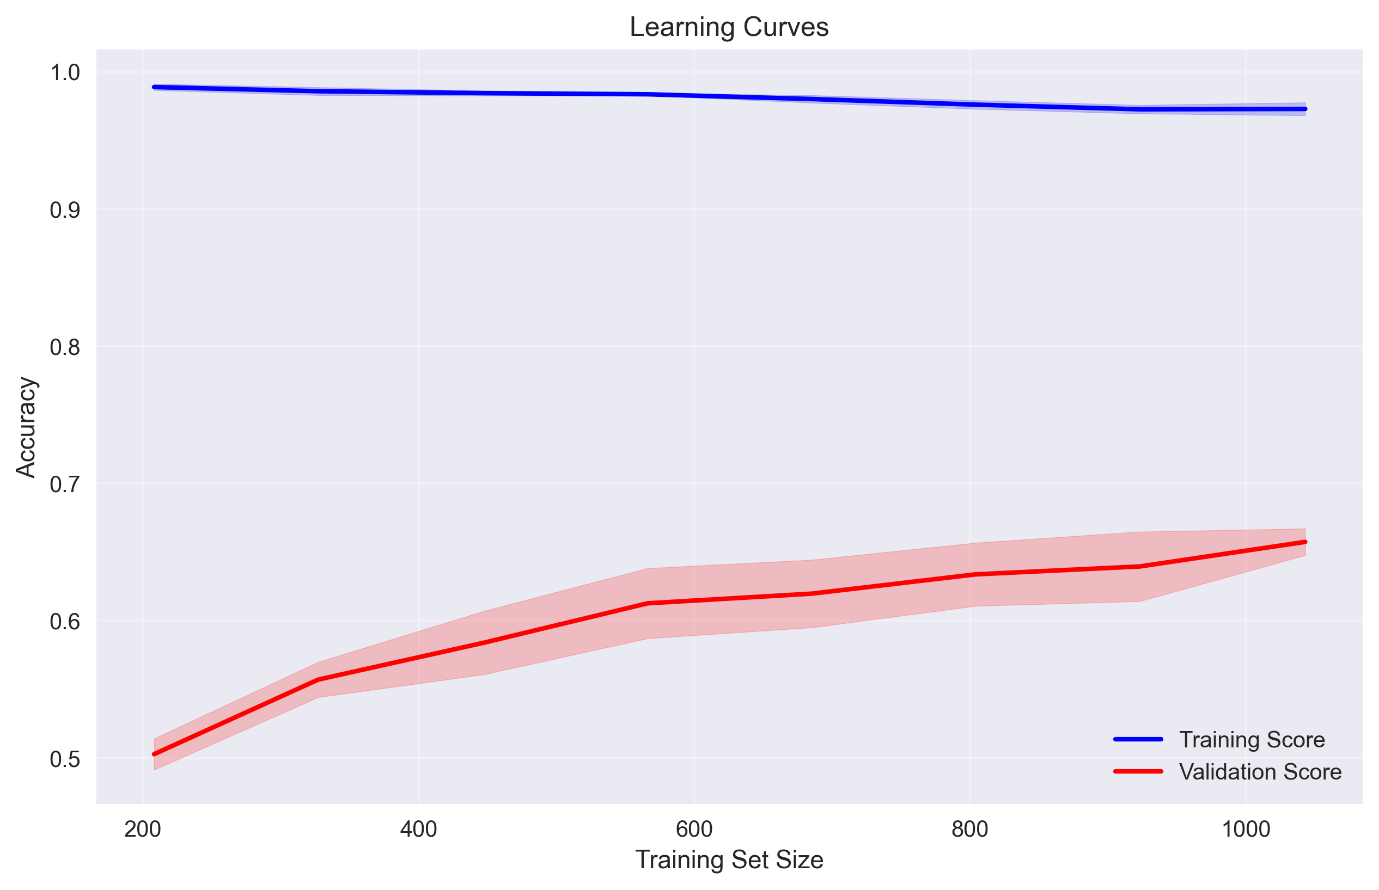 Learning Curves
1.0
0.9
0.8
0.7
0.6
0.5
Accuracy
200 400 600 800 1000
Training Set Size
Training Score
Validation Score